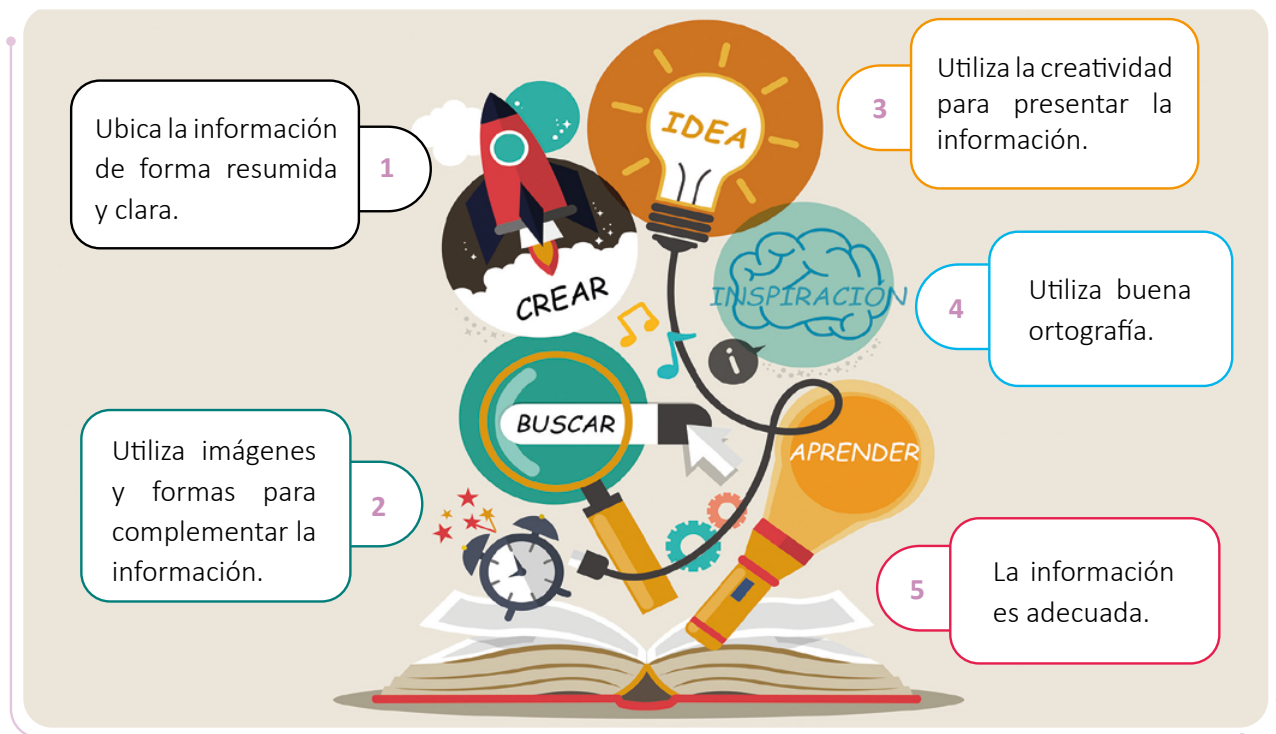 Ubica la información
de forma resumida
y clara.
1
Utiliza imágenes
y formas para
complementar la
información.
2
Utiliza la creatividad
para presentar la
información.
3
Utiliza buena
ortografía.
4
La información
es adecuada.
5
IDEA
CREAR
INSPIRACIÓN
i
BUSCAR
APRENDER